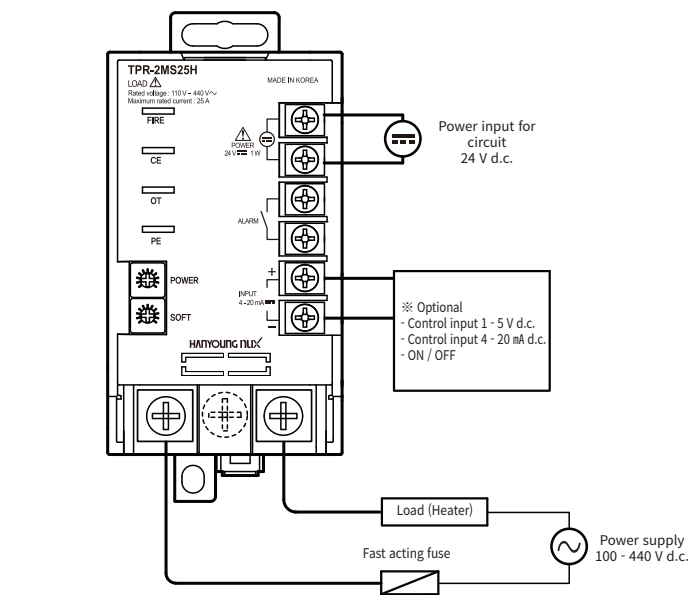 TPR-2MS25H
LOAD ⚠
Rated voltage : 110 V ~ 440 V∿
Maximum rated current : 25 A
MADE IN KOREA
FIRE
CE
OT
PE
POWER
SOFT
POWER
24 V⎓ 1 W
ALARM
+
INPUT
4 - 20 mA⎓
−
HANYOUNG NUX
Power input for
circuit
24 V d.c.
※ Optional
- Control input 1 - 5 V d.c.
- Control input 4 - 20 ㎃ d.c.
- ON / OFF
Load (Heater)
Fast acting fuse
Power supply
100 - 440 V d.c.